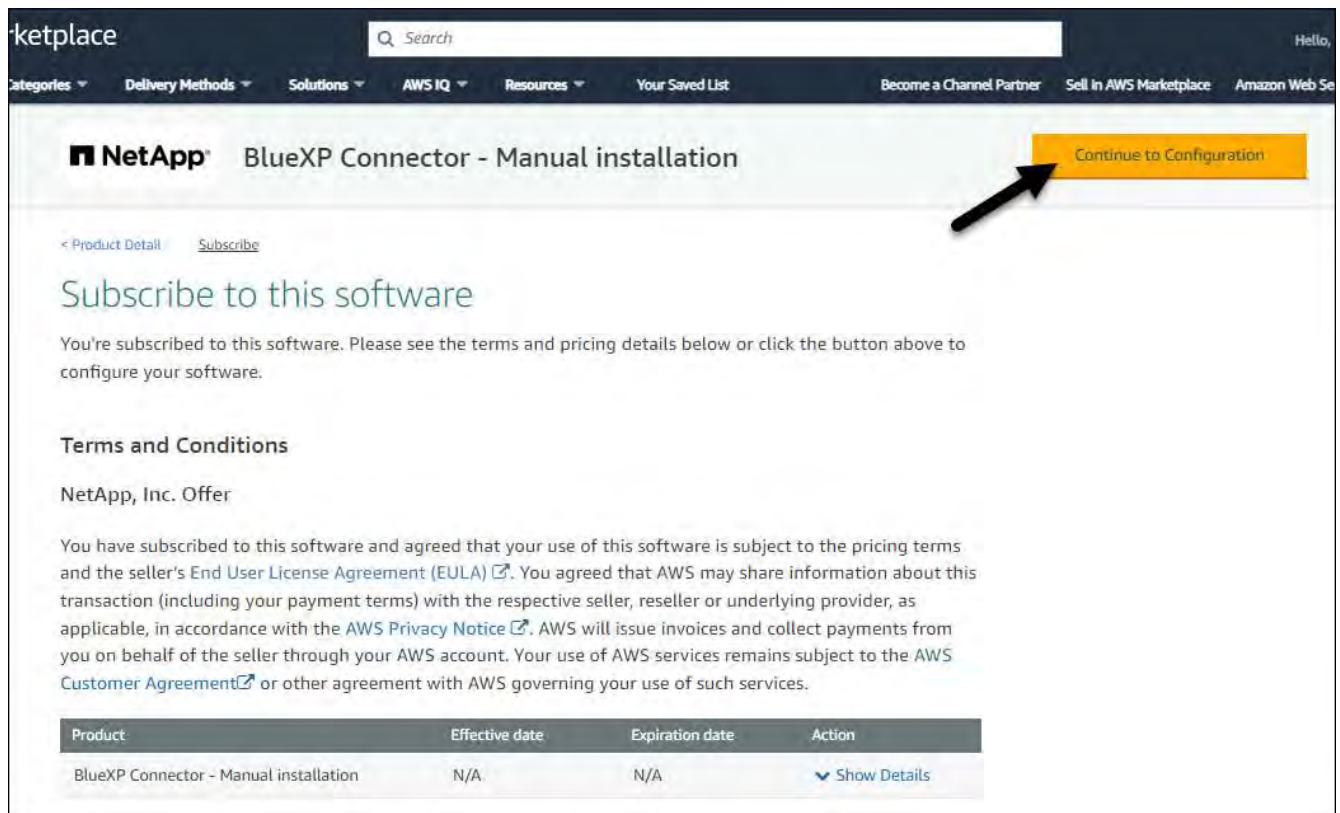 rketplace
Search
Hello,
ategories
Delivery Methods
Solutions
AWS IQ
Resources
Your Saved List
Become a Channel Partner
Sell in AWS Marketplace
Amazon Web Se
NetApp
BlueXP Connector - Manual installation
Continue to Configuration
< Product Detail
Subscribe
Subscribe to this software
You're subscribed to this software. Please see the terms and pricing details below or click the button above to
configure your software.
Terms and Conditions
NetApp, Inc. Offer
You have subscribed to this software and agreed that your use of this software is subject to the pricing terms
and the seller's End User License Agreement (EULA). You agreed that AWS may share information about this
transaction (including your payment terms) with the respective seller, reseller or underlying provider, as
applicable, in accordance with the AWS Privacy Notice. AWS will issue invoices and collect payments from
you on behalf of the seller through your AWS account. Your use of AWS services remains subject to the AWS
Customer Agreement or other agreement with AWS governing your use of such services.
Product Effective date Expiration date Action
BlueXP Connector - Manual installation N/A N/A Show Details